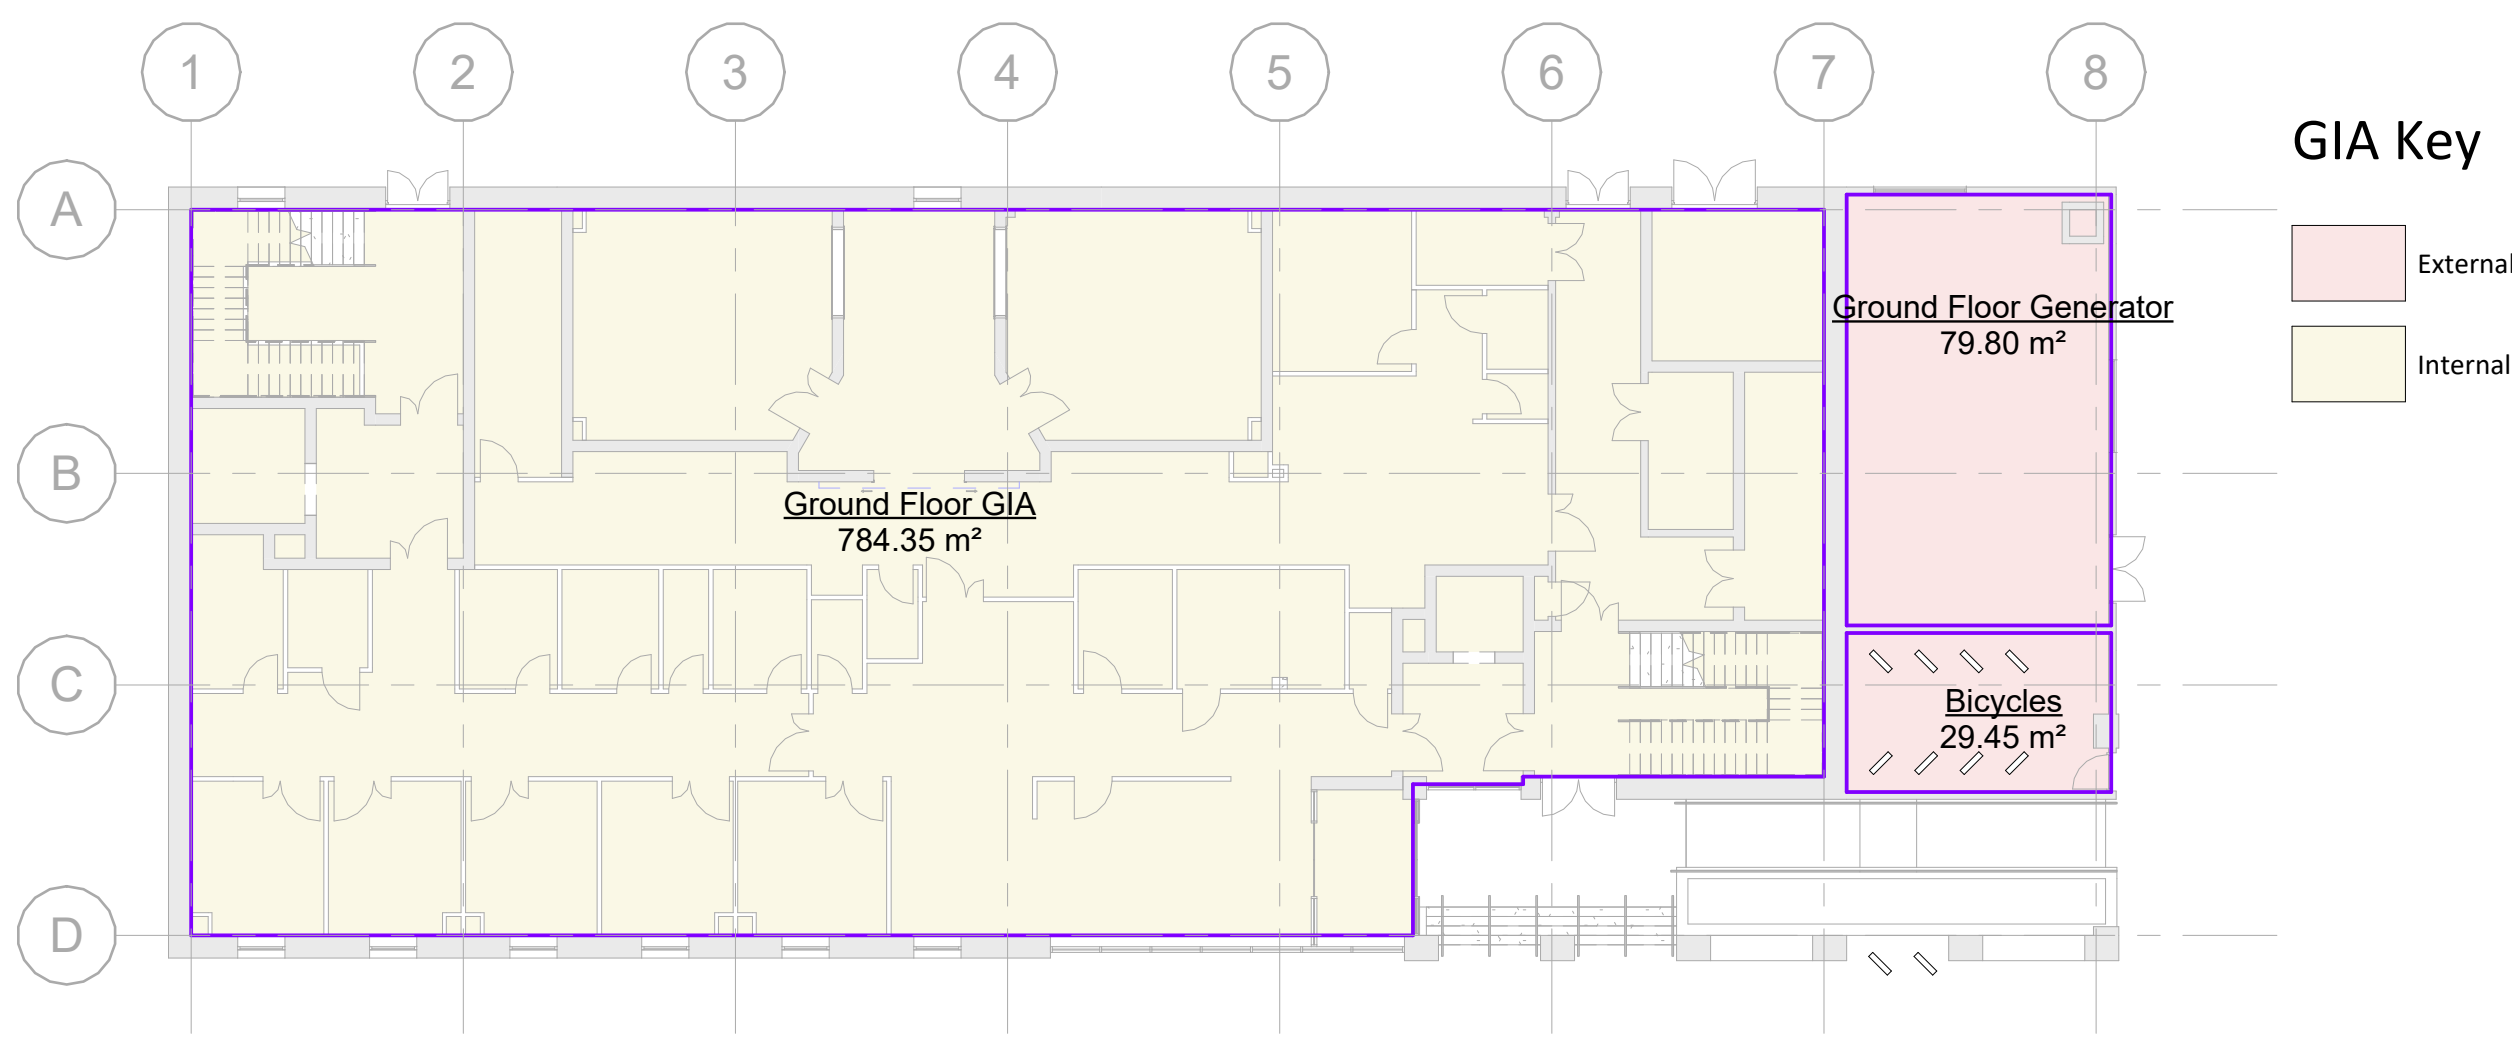 1 2 3 4 5 6 7 8
GIA Key
A
External
Ground Floor Generator
79.80 m²
Internal
B
Ground Floor GIA
784.35 m²
C
Bicycles
29.45 m²
D